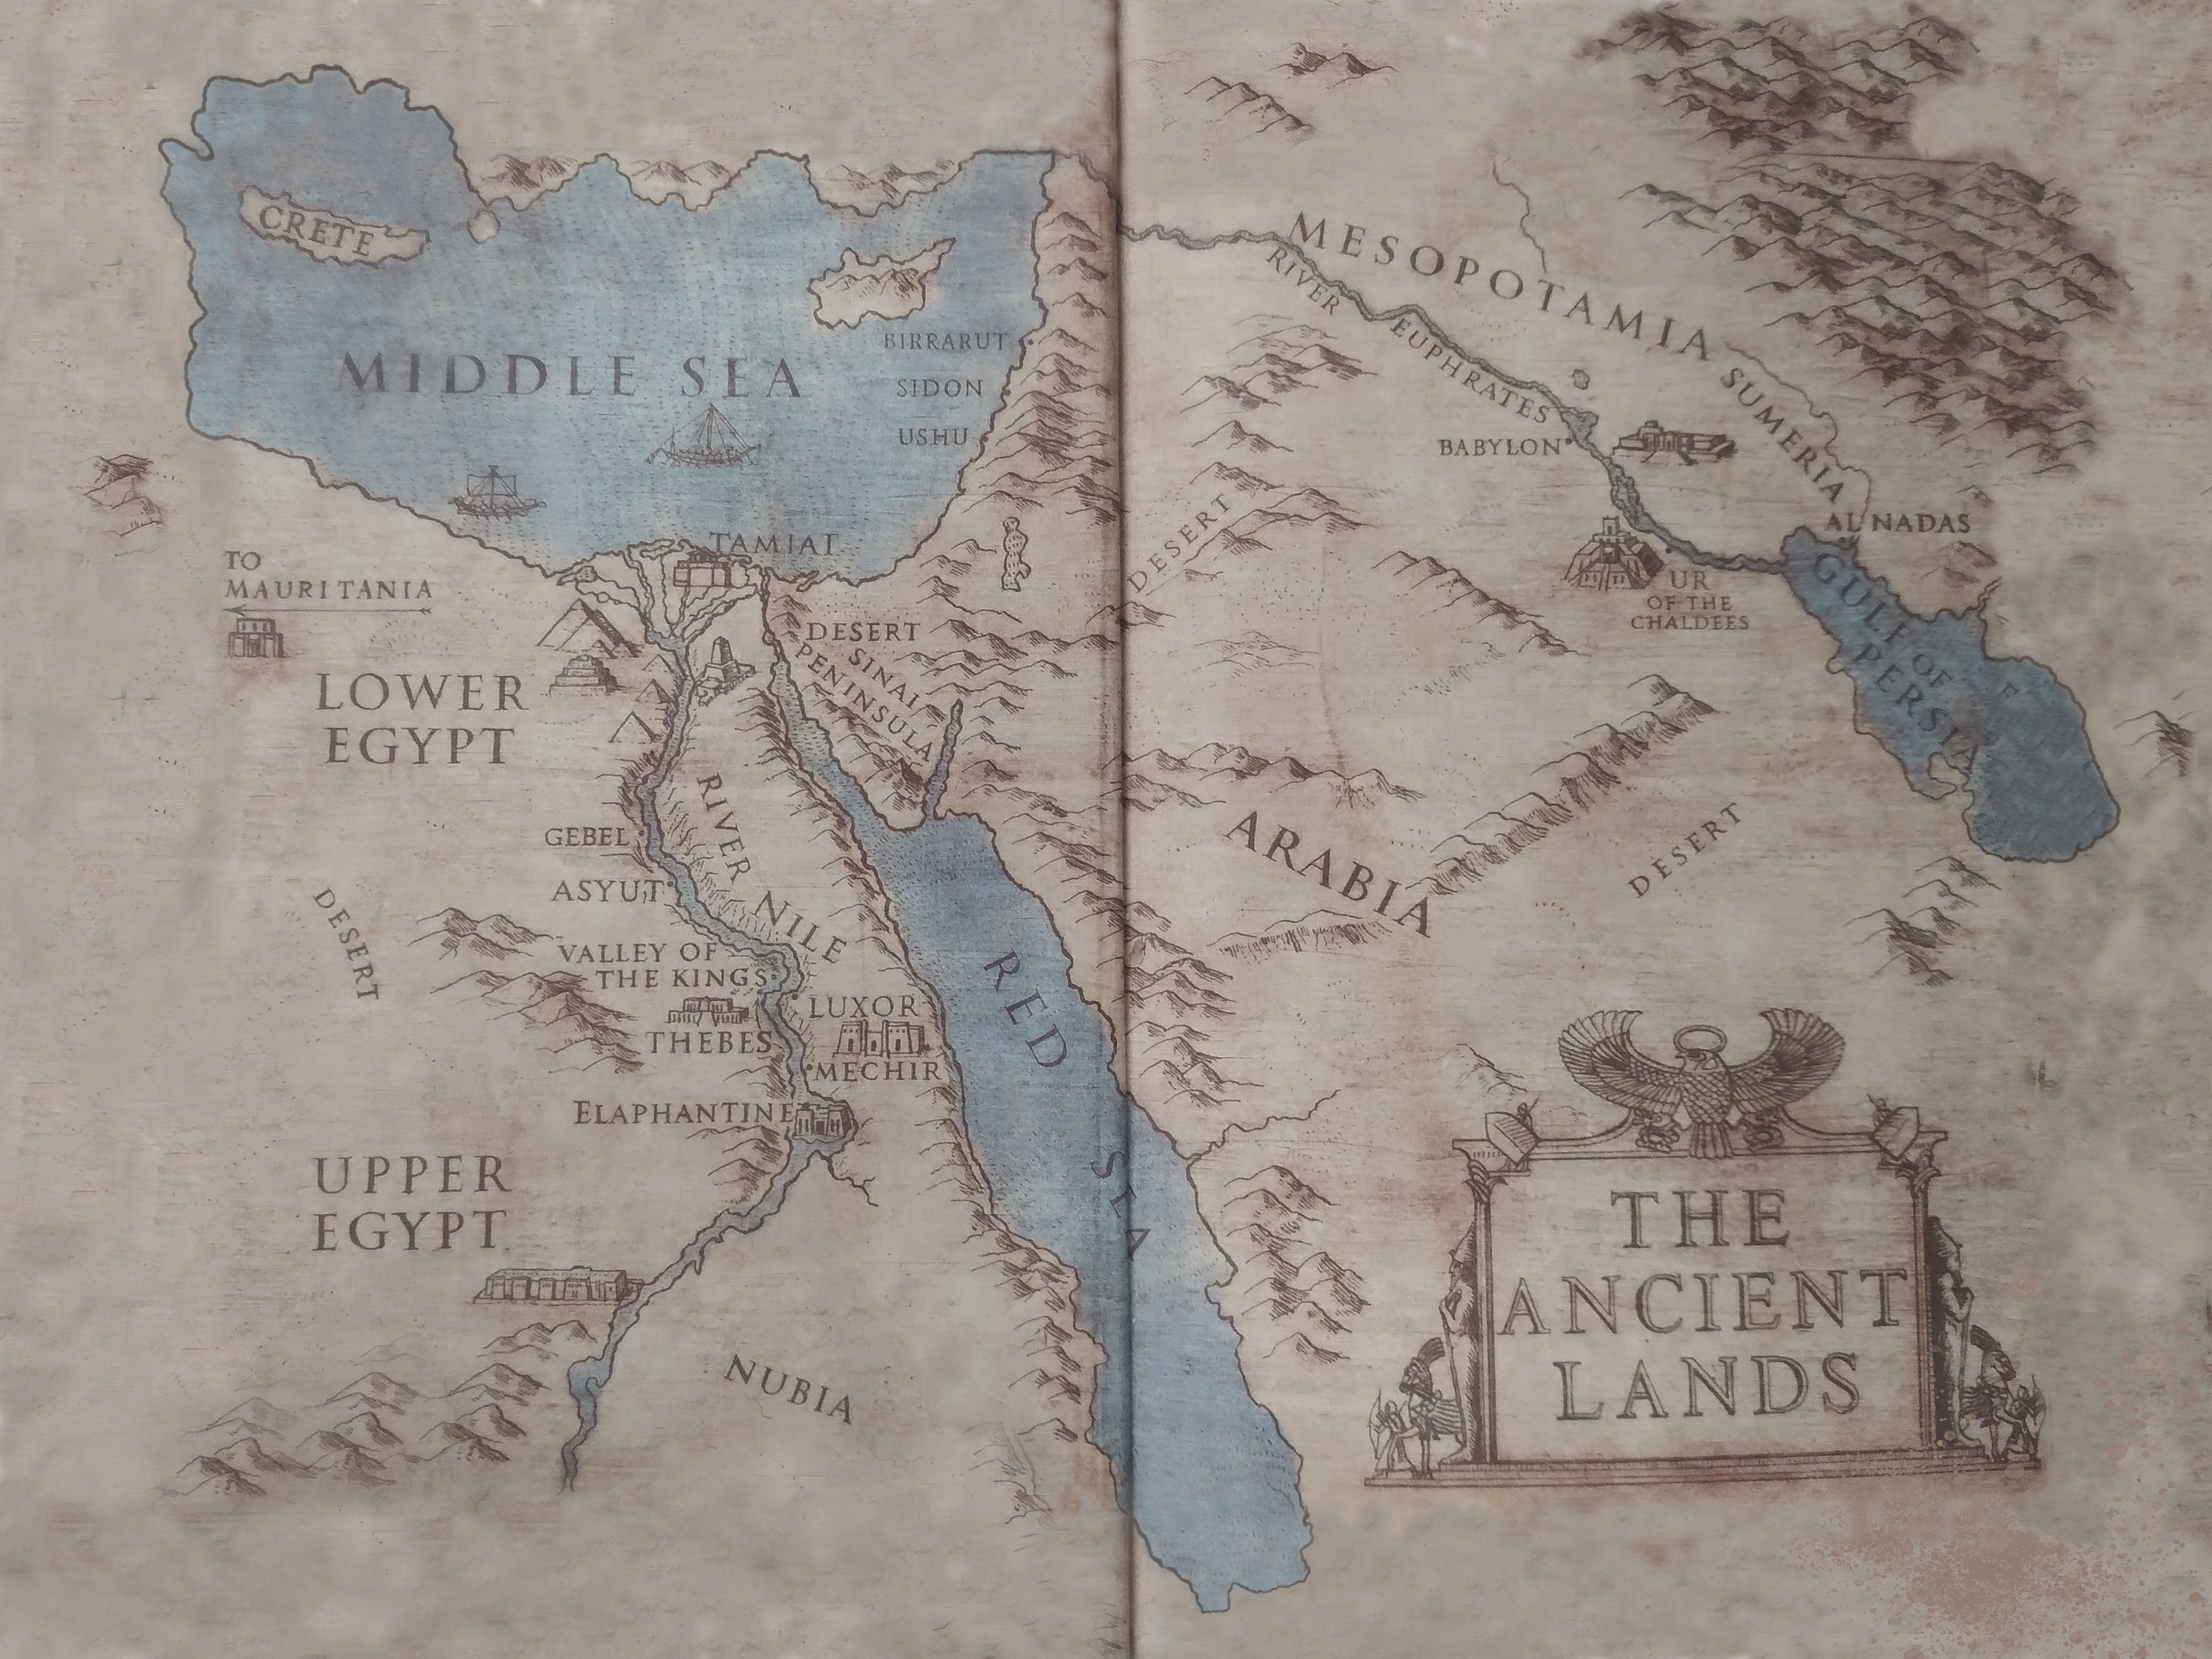 CRETE
MIDDLE SEA
BIRRARUT
SIDON
USHU
TAMIAT
TO
MAURITANIA
LOWER
EGYPT
DESERT
SINAI
PENINSULA
RIVER NILE
GEBEL
ASYUT
DESERT
VALLEY OF
THE KINGS
LUXOR
THEBES
MECHIR
ELAPHANTINE
UPPER
EGYPT
NUBIA
RED SEA
MESOPOTAMIA
RIVER EUPHRATES
SUMERIA
BABYLON
DESERT
AL NADAS
UR
OF THE
CHALDEES
GULF OF
PERSIA
ARABIA
DESERT
THE
ANCIENT
LANDS